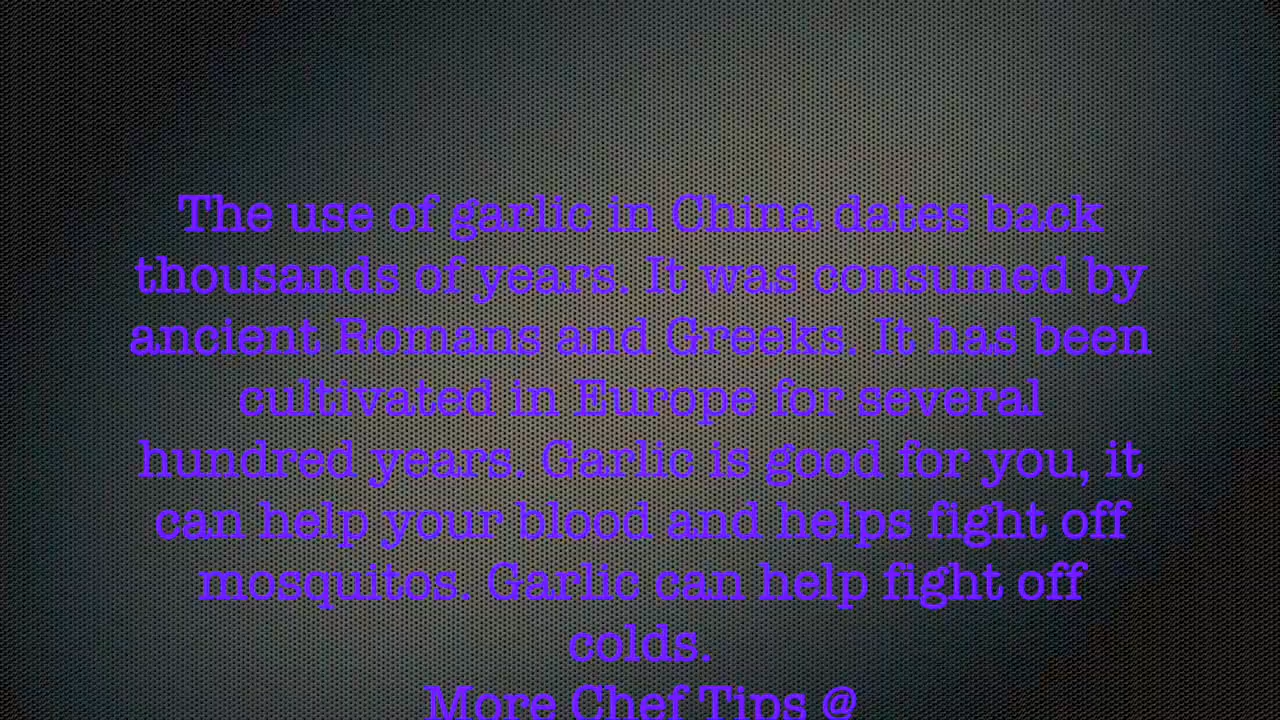 The use of garlic in China dates back
thousands of years. It was consumed by
ancient Romans and Greeks. It has been
cultivated in Europe for several
hundred years. Garlic is good for you, it
can help your blood and helps fight off
mosquitos. Garlic can help fight off
colds.
More Chef Tips @